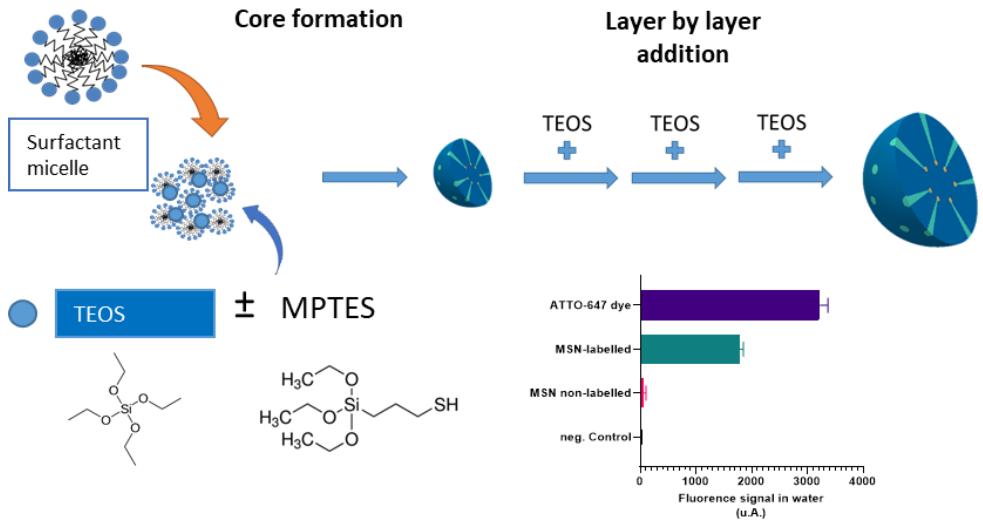 Core formation
Layer by layer
addition
Surfactant
micelle
TEOS
TEOS
TEOS
TEOS
±
MPTES
O
O
Si
O
O
H₃C
O
H₃C
O
Si
SH
H₃C
O
ATTO-647 dye
MSN-labelled
MSN non-labelled
neg. Control
0 1000 2000 3000 4000
Fluorence signal in water
(u.A.)